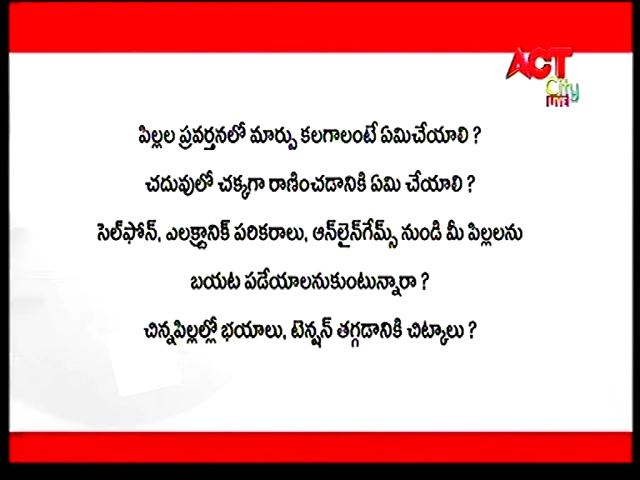 ACT
City
LIVE
పిల్లల ప్రవర్తనలో మార్పు కలగాలంటే ఏమిచేయాలి ?
చదువులో చక్కగా రాణించడానికి ఏమి చేయాలి ?
సెల్‌ఫోన్, ఎలక్ట్రానిక్ పరికరాలు, ఆన్‌లైన్‌గేమ్స్ నుండి మీ పిల్లలను
బయట పడేయాలనుకుంటున్నారా ?
చిన్నపిల్లల్లో భయాలు, టెన్షన్ తగ్గడానికి చిట్కాలు ?